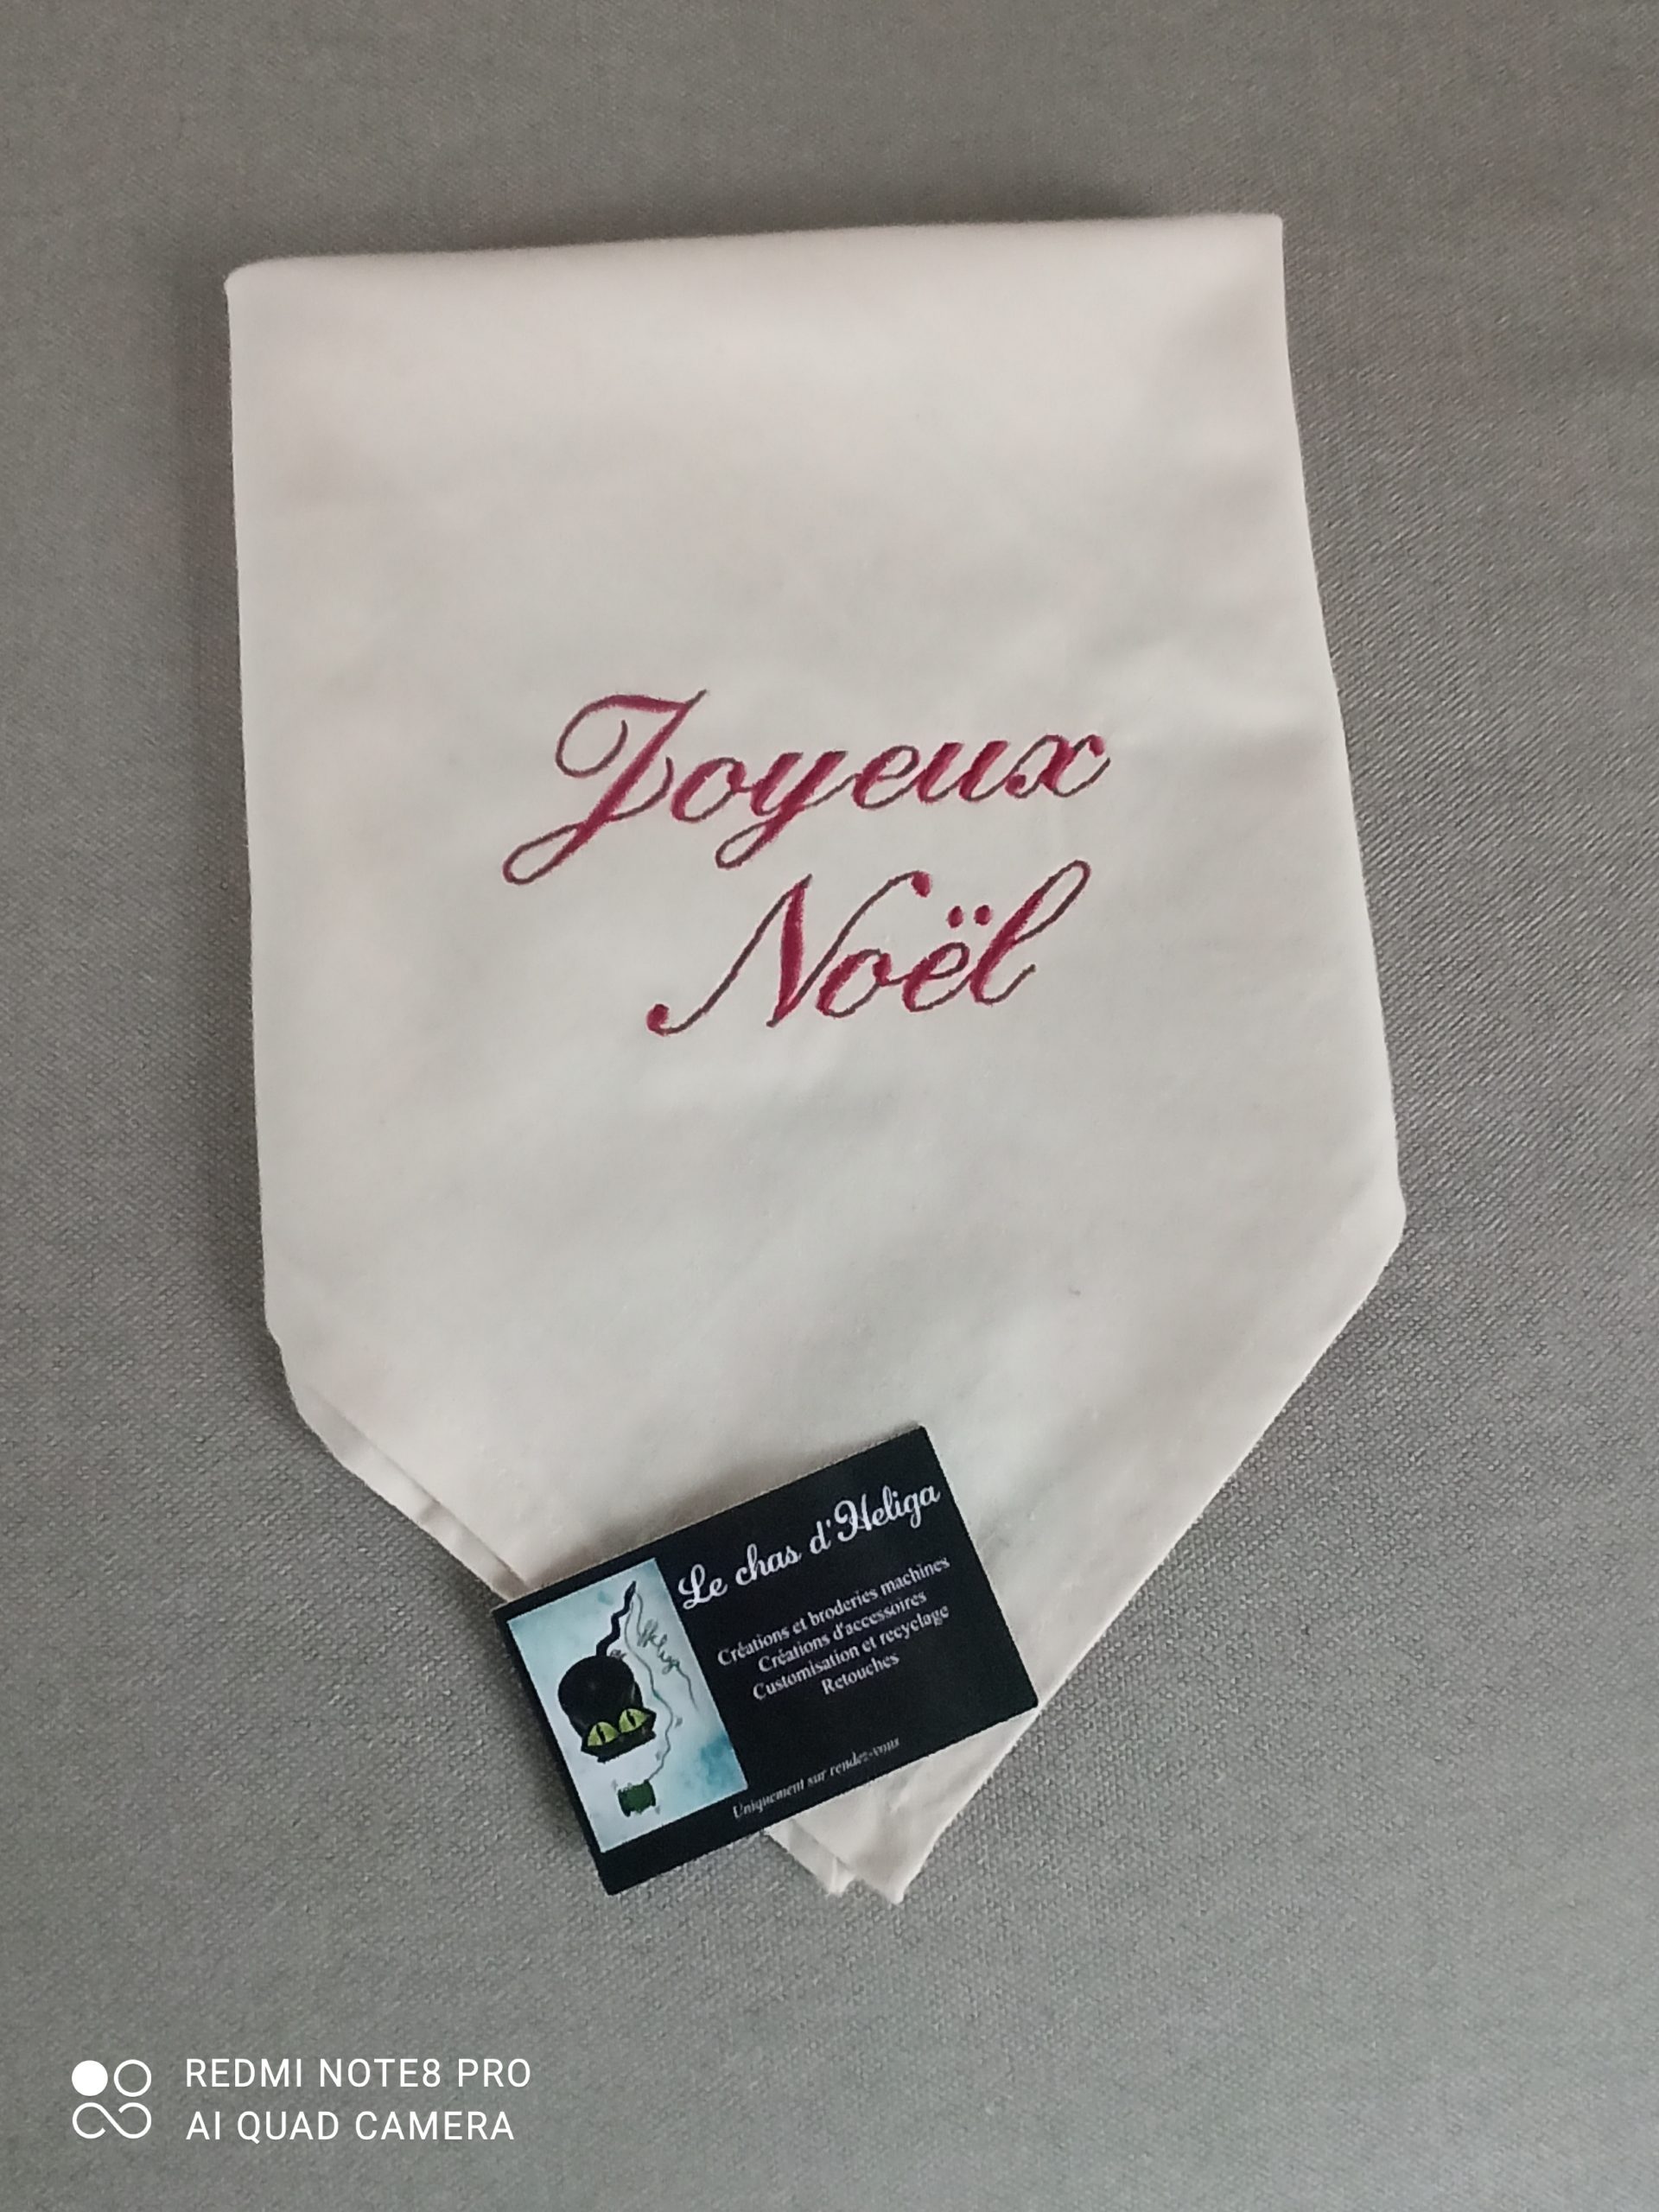 Joyeux
Noël
Le chas d'Heliga
Créations et broderies machines
Créations d'accessoires
Customisation et recyclage
Retouches
Uniquement sur rendez-vous
Heliga
REDMI NOTE8 PRO
AI QUAD CAMERA